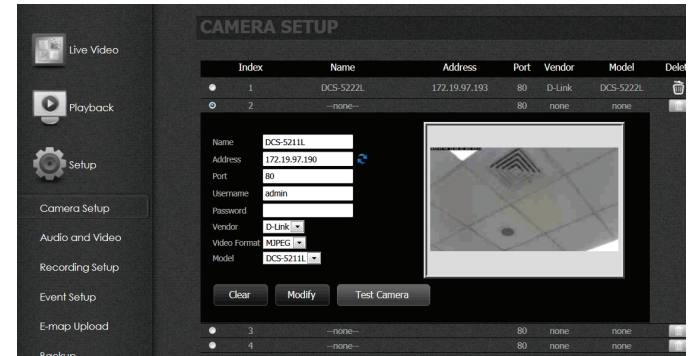 CAMERA SETUP
Live Video
Playback
Setup
Camera Setup
Audio and Video
Recording Setup
Event Setup
E-map Upload
Backup
Index Name Address Port Vendor Model Delet
1 DCS-5222L 172.19.97.193 80 D-Link DCS-5222L
2 --none-- 80 none none
Name DCS-5211L
Address 172.19.97.190
Port 80
Username admin
Password
Vendor D-Link
Video Format MJPEG
Model DCS-5211L
Clear Modify Test Camera
3 --none-- 80 none none
4 --none-- 80 none none